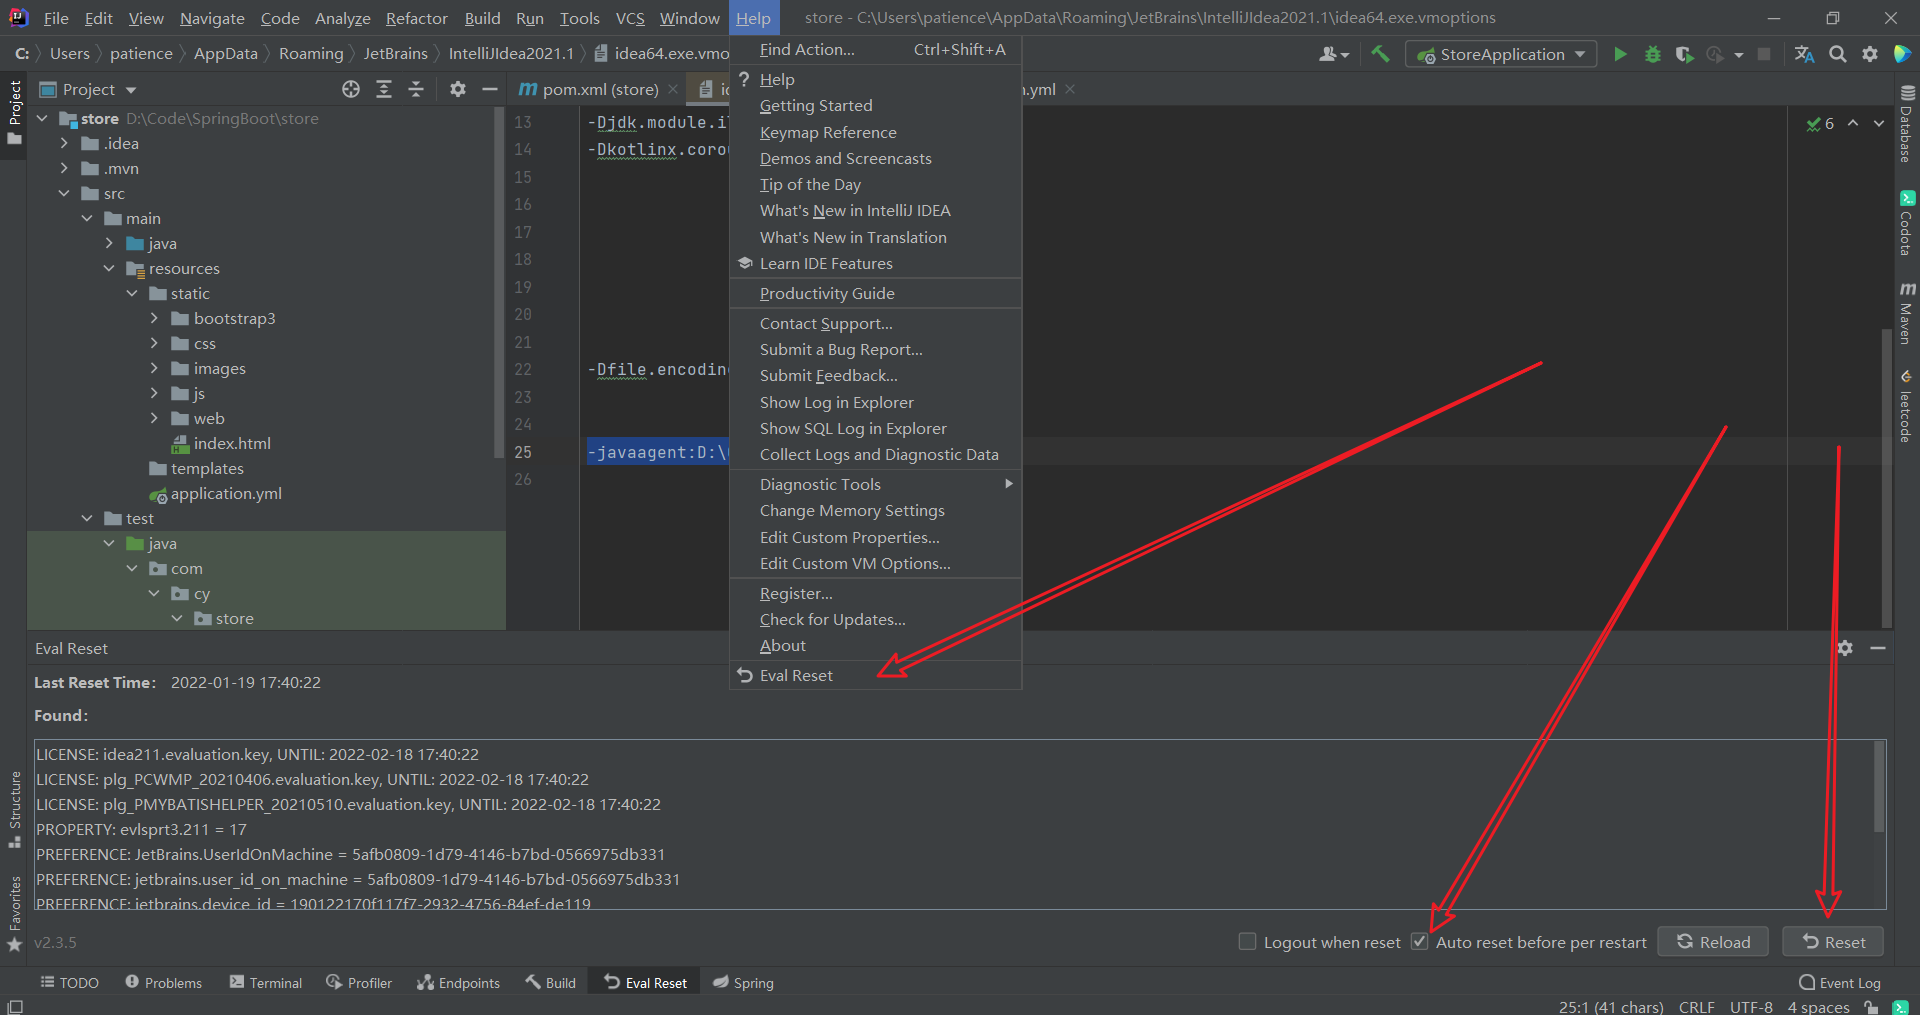 File Edit View Navigate Code Analyze Refactor Build Run Tools VCS Window Help store - C:\Users\patience\AppData\Roaming\JetBrains\IntelliJIdea2021.1\idea64.exe.vmoptions
C: Users patience AppData Roaming JetBrains IntelliJIdea2021.1 idea64.exe.vmo StoreApplication
Project
pom.xml (store)
.yml
store D:\Code\SpringBoot\store
.idea
.mvn
src
main
java
resources
static
bootstrap3
css
images
js
web
index.html
templates
application.yml
test
java
com
cy
store
13 -Djdk.module.il
14 -Dkotlinx.corou
15
16
17
18
19
20
21
22 -Dfile.encoding
23
24
25 -javaagent:D:\
26
6
Find Action... Ctrl+Shift+A
? Help
Getting Started
Keymap Reference
Demos and Screencasts
Tip of the Day
What's New in IntelliJ IDEA
What's New in Translation
Learn IDE Features
Productivity Guide
Contact Support...
Submit a Bug Report...
Submit Feedback...
Show Log in Explorer
Show SQL Log in Explorer
Collect Logs and Diagnostic Data
Diagnostic Tools
Change Memory Settings
Edit Custom Properties...
Edit Custom VM Options...
Register...
Check for Updates...
About
Eval Reset
Project
Structure
Favorites
Database
Codota
Maven
leetcode
Eval Reset
Last Reset Time: 2022-01-19 17:40:22
Found:
LICENSE: idea211.evaluation.key, UNTIL: 2022-02-18 17:40:22
LICENSE: plg_PCWMP_20210406.evaluation.key, UNTIL: 2022-02-18 17:40:22
LICENSE: plg_PMYBATISHELPER_20210510.evaluation.key, UNTIL: 2022-02-18 17:40:22
PROPERTY: evlsprt3.211 = 17
PREFERENCE: JetBrains.UserIdOnMachine = 5afb0809-1d79-4146-b7bd-0566975db331
PREFERENCE: jetbrains.user_id_on_machine = 5afb0809-1d79-4146-b7bd-0566975db331
PREFERENCE: jetbrains.device_id = 190122170f117f7-2932-4756-84ef-de119
v2.3.5
Logout when reset Auto reset before per restart Reload Reset
TODO Problems Terminal Profiler Endpoints Build Eval Reset Spring Event Log
25:1 (41 chars) CRLF UTF-8 4 spaces